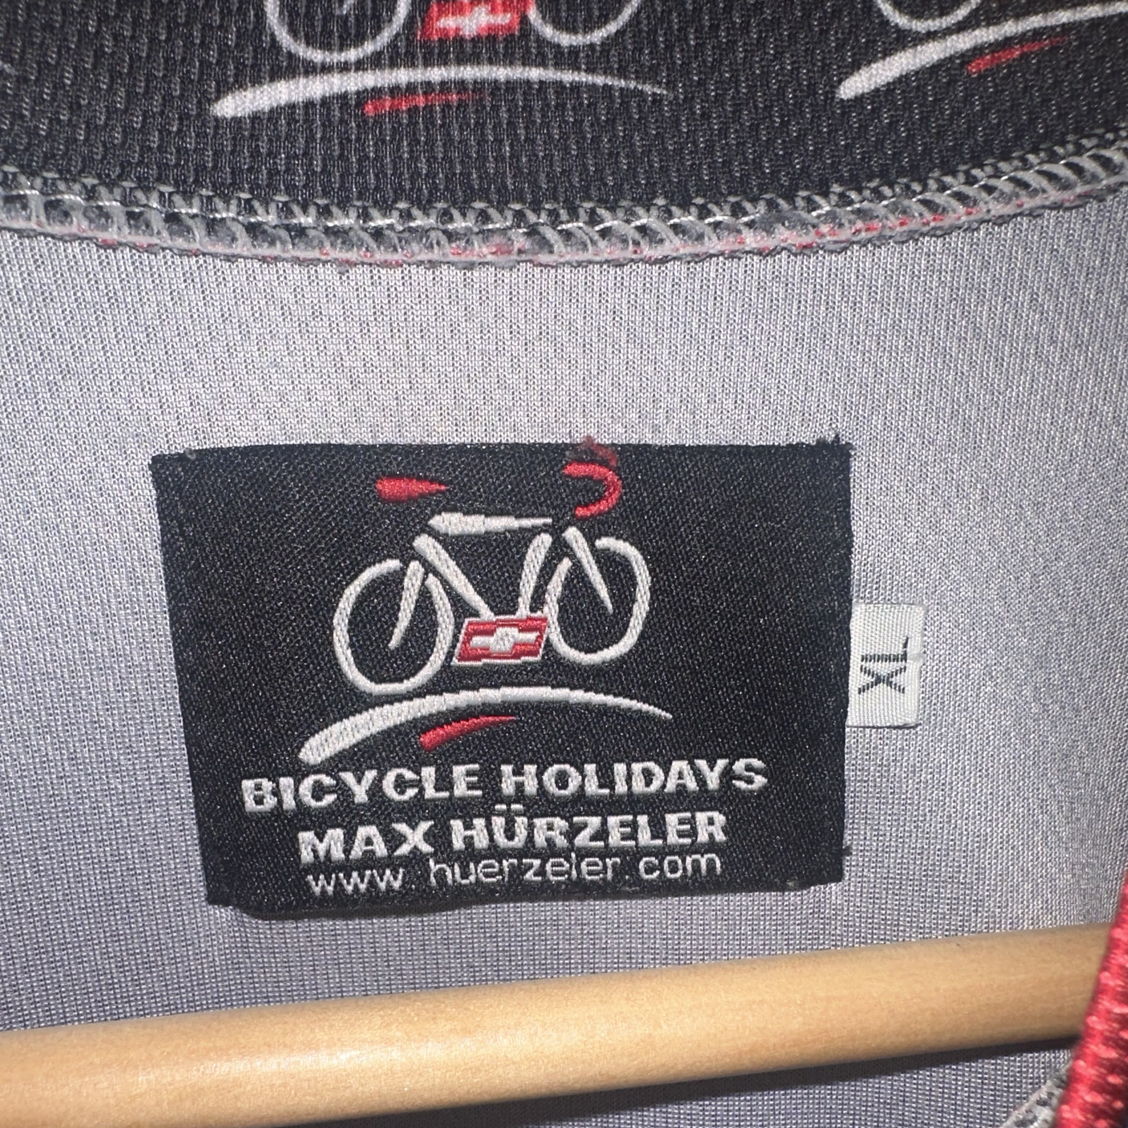 BICYCLE HOLIDAYS
MAX HÜRZELER
www.huerzeler.com
XL